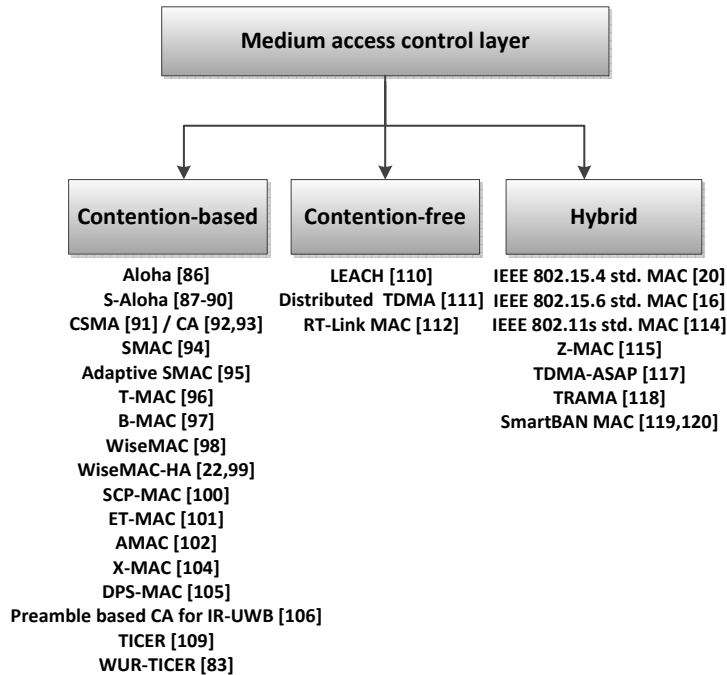 Medium access control layer
Contention-based
Aloha [86]
S-Aloha [87-90]
CSMA [91] / CA [92,93]
SMAC [94]
Adaptive SMAC [95]
T-MAC [96]
B-MAC [97]
WiseMAC [98]
WiseMAC-HA [22,99]
SCP-MAC [100]
ET-MAC [101]
AMAC [102]
X-MAC [104]
DPS-MAC [105]
Preamble based CA for IR-UWB [106]
TICER [109]
WUR-TICER [83]
Contention-free
LEACH [110]
Distributed TDMA [111]
RT-Link MAC [112]
Hybrid
IEEE 802.15.4 std. MAC [20]
IEEE 802.15.6 std. MAC [16]
IEEE 802.11s std. MAC [114]
Z-MAC [115]
TDMA-ASAP [117]
TRAMA [118]
SmartBAN MAC [119,120]